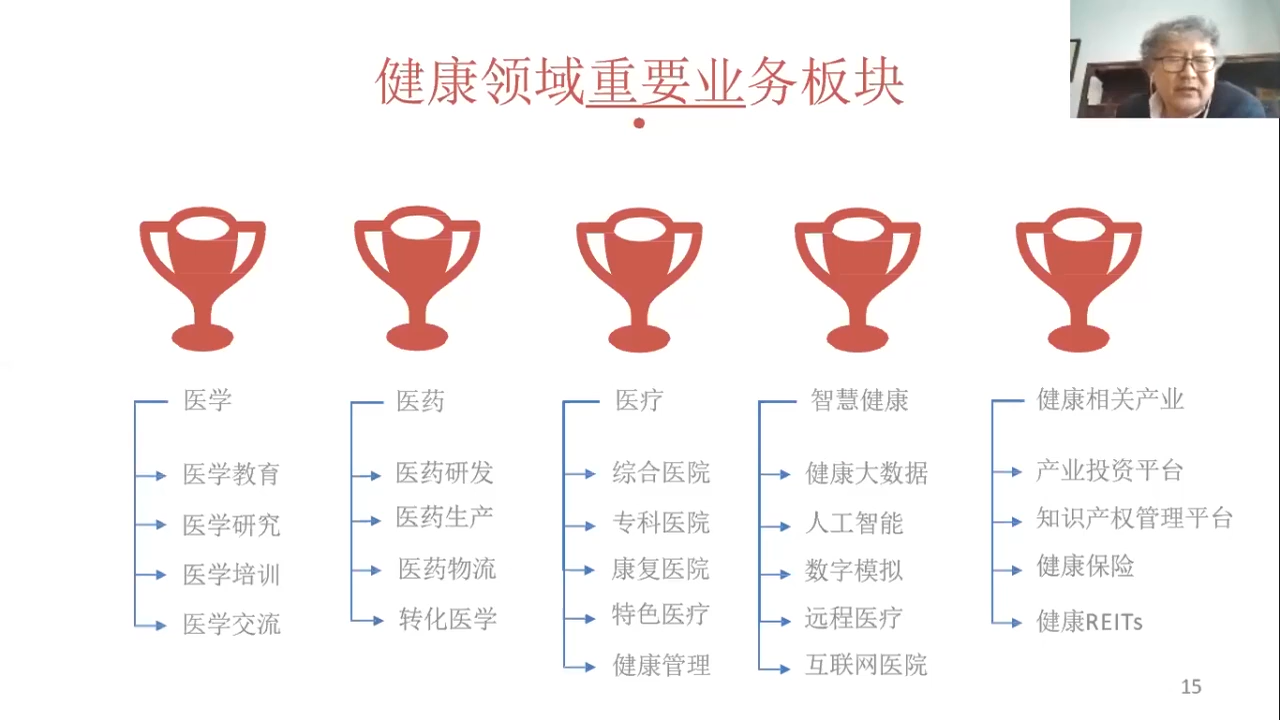 健康领域重要业务板块
医学
医学教育
医学研究
医学培训
医学交流
医药
医药研发
医药生产
医药物流
转化医学
医疗
综合医院
专科医院
康复医院
特色医疗
健康管理
智慧健康
健康大数据
人工智能
数字模拟
远程医疗
互联网医院
健康相关产业
产业投资平台
知识产权管理平台
健康保险
健康REITs
15